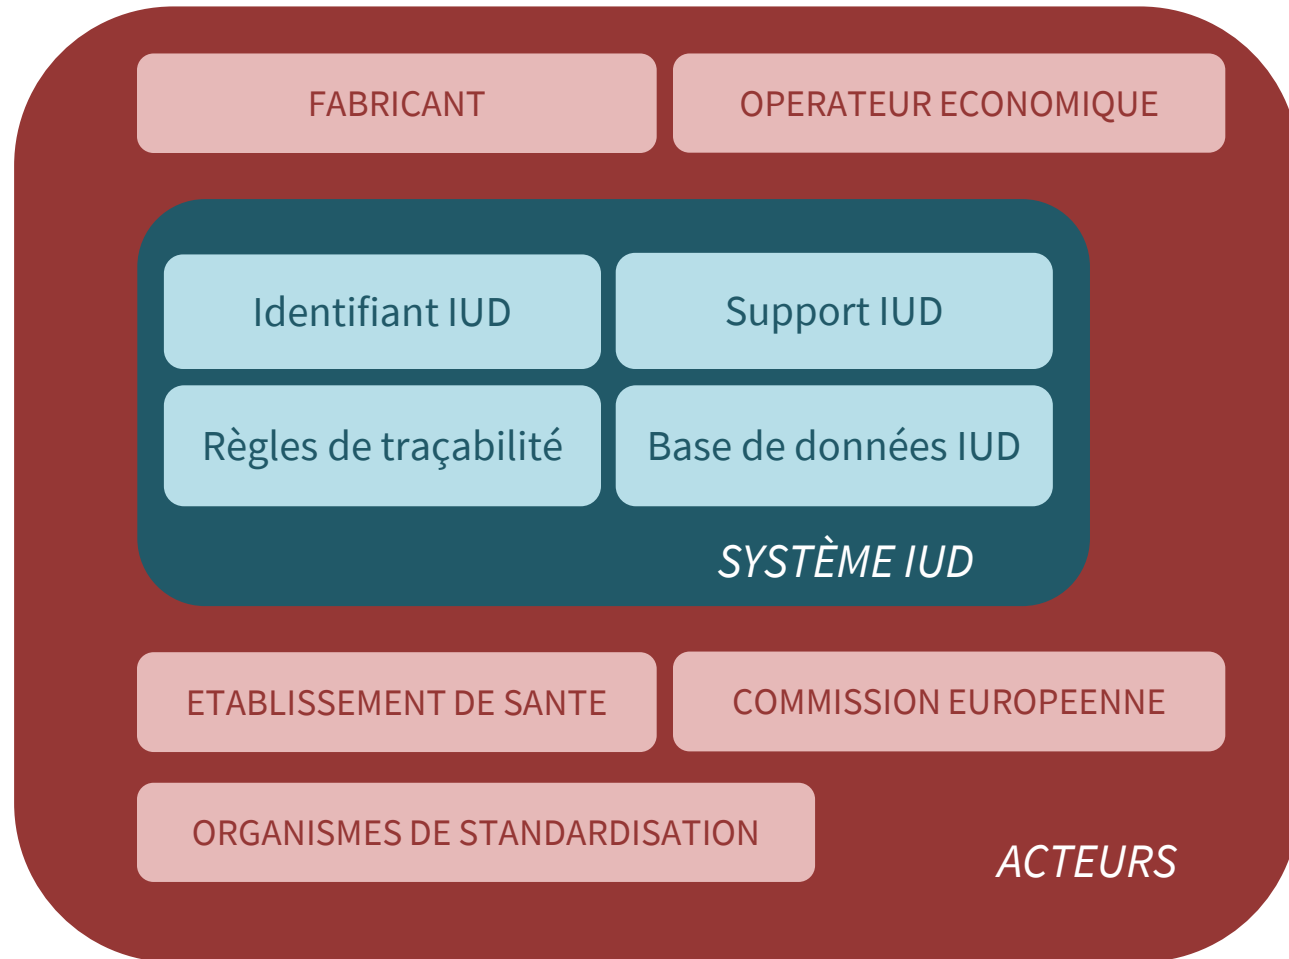 FABRICANT
OPERATEUR ECONOMIQUE
Identifiant IUD
Support IUD
Règles de traçabilité
Base de données IUD
SYSTÈME IUD
ETABLISSEMENT DE SANTE
COMMISSION EUROPEENNE
ORGANISMES DE STANDARDISATION
ACTEURS